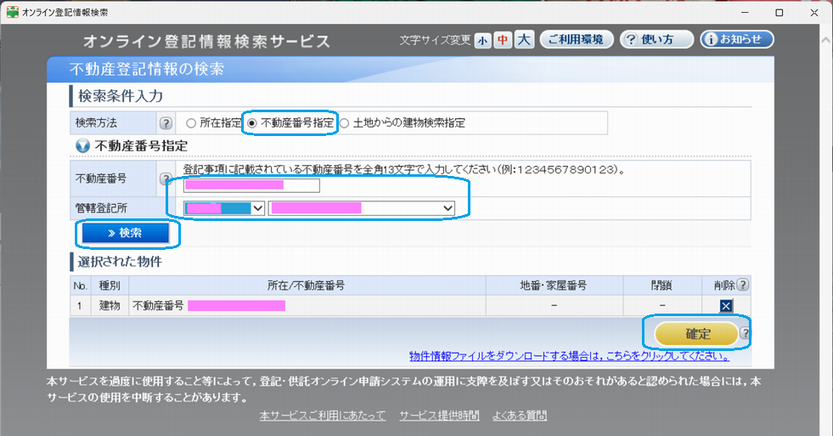 オンライン登記情報検索
オンライン登記情報検索サービス 文字サイズ変更 小 中 大 ご利用環境 ? 使い方 i お知らせ
不動産登記情報の検索
検索条件入力
検索方法 ? 所在指定 不動産番号指定 土地からの建物検索指定
不動産番号指定
登記事項に記載されている不動産番号を全角13文字で入力してください(例:1234567890123)。
不動産番号 ?
管轄登記所
» 検索
選択された物件
No. 種別 所在/不動産番号 地番・家屋番号 閉鎖 削除 ?
1 建物 不動産番号 − −
確定 ?
物件情報ファイルをダウンロードする場合は,こちらをクリックしてください。
本サービスを過度に使用すること等によって,登記・供託オンライン申請システムの運用に支障を及ぼす又はそのおそれがあると認められた場合には,本
サービスの使用を中断することがあります。
本サービスご利用にあたって サービス提供時間 よくある質問